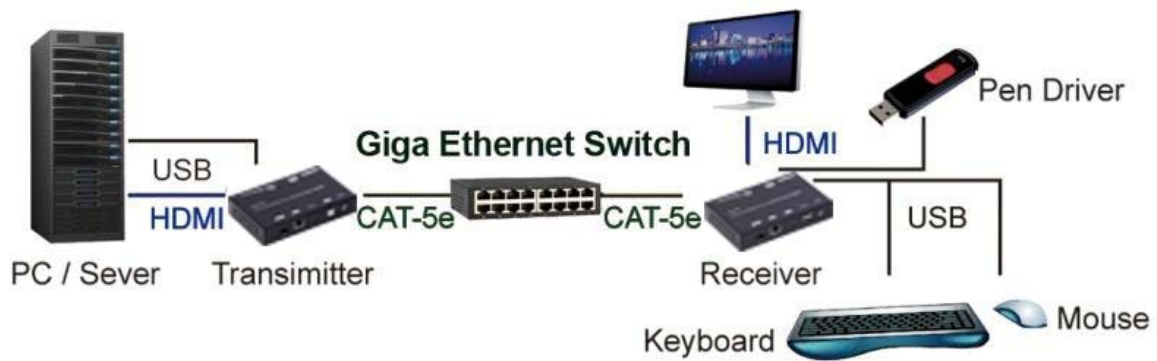 Pen Driver
Giga Ethernet Switch
HDMI
USB
HDMI
CAT-5e
CAT-5e
USB
PC / Sever
Transimitter
Receiver
Keyboard
Mouse